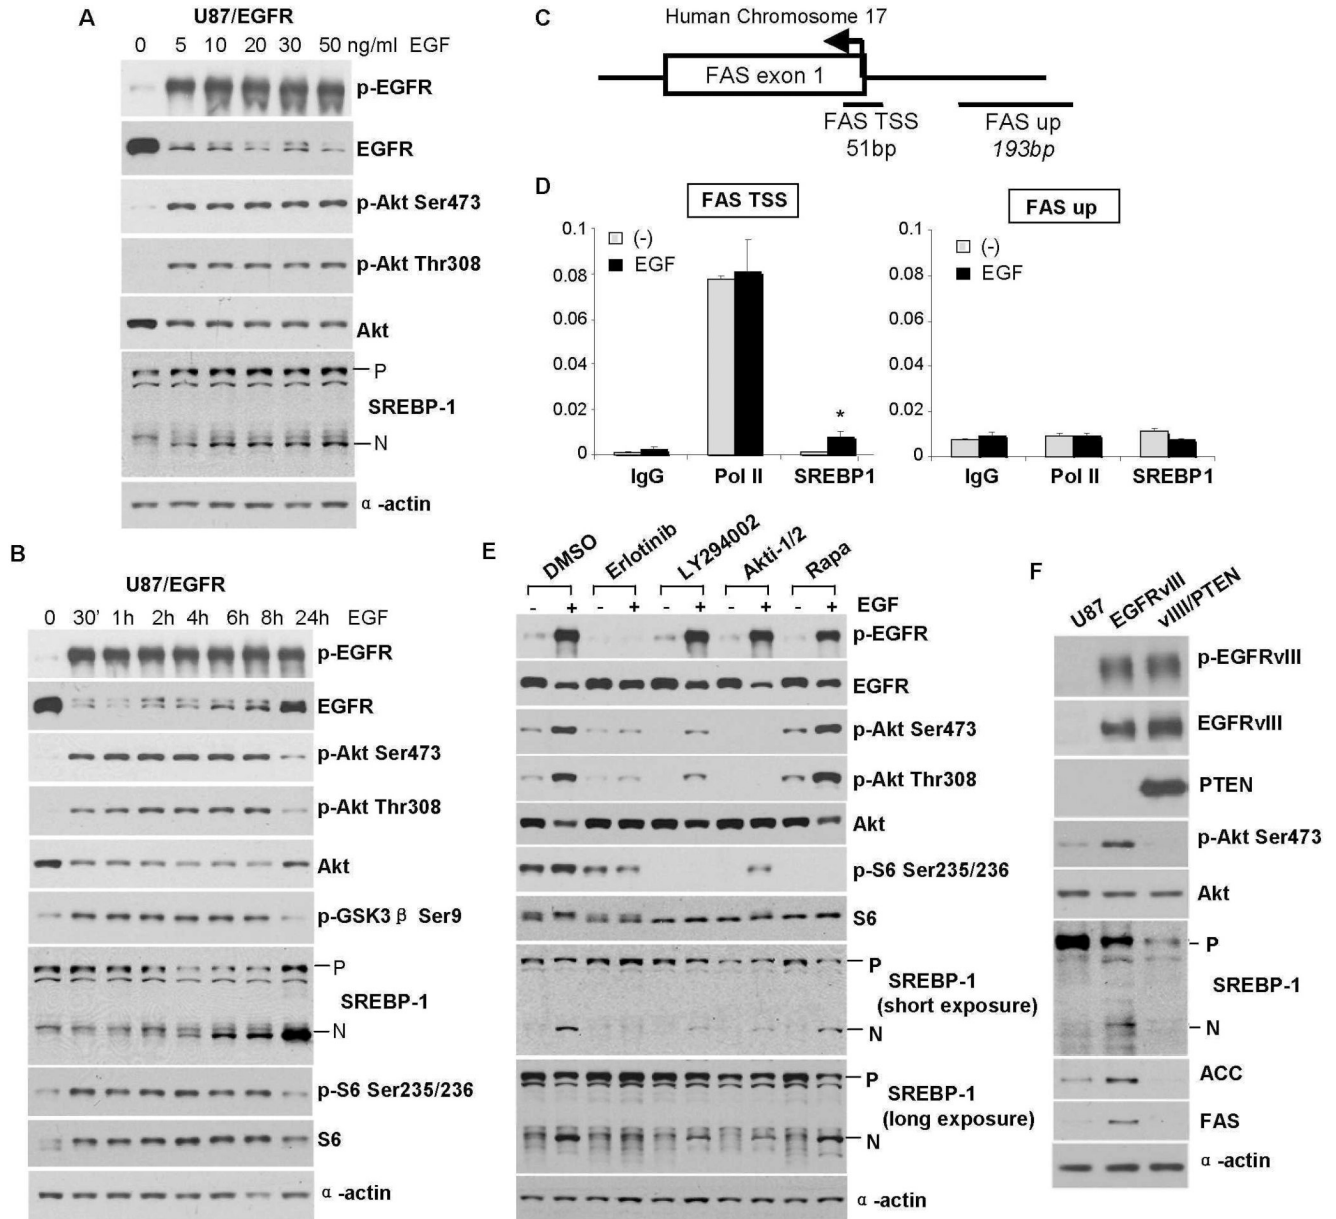 A
U87/EGFR
0 5 10 20 30 50 ng/ml EGF
p-EGFR
EGFR
p-Akt Ser473
p-Akt Thr308
Akt
P
SREBP-1
N
α-actin
B
U87/EGFR
0 30' 1h 2h 4h 6h 8h 24h EGF
p-EGFR
EGFR
p-Akt Ser473
p-Akt Thr308
Akt
p-GSK3β Ser9
P
SREBP-1
N
p-S6 Ser235/236
S6
α-actin
C
Human Chromosome 17
FAS exon 1
FAS TSS
51bp
FAS up
193bp
D
FAS TSS
0.1
0.08
0.06
0.04
0.02
0
(-)
EGF
*
IgG Pol II SREBP1
FAS up
0.1
0.08
0.06
0.04
0.02
0
(-)
EGF
IgG Pol II SREBP1
E
DMSO Erlotinib LY294002 Akti-1/2 Rapa
- + - + - + - + - + EGF
p-EGFR
EGFR
p-Akt Ser473
p-Akt Thr308
Akt
p-S6 Ser235/236
S6
P
SREBP-1
(short exposure)
N
P
SREBP-1
(long exposure)
N
α-actin
F
U87 EGFRvIII vIIII/PTEN
p-EGFRvIII
EGFRvIII
PTEN
p-Akt Ser473
Akt
P
SREBP-1
N
ACC
FAS
α-actin